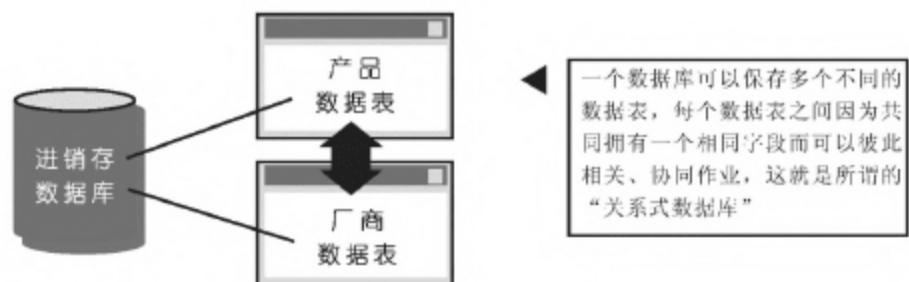 进销存
数据库
产品
数据表
厂商
数据表
一个数据库可以保存多个不同的
数据表，每个数据表之间因为共
同拥有一个相同字段而可以彼此
相关、协同作业，这就是所谓的
“关系式数据库”